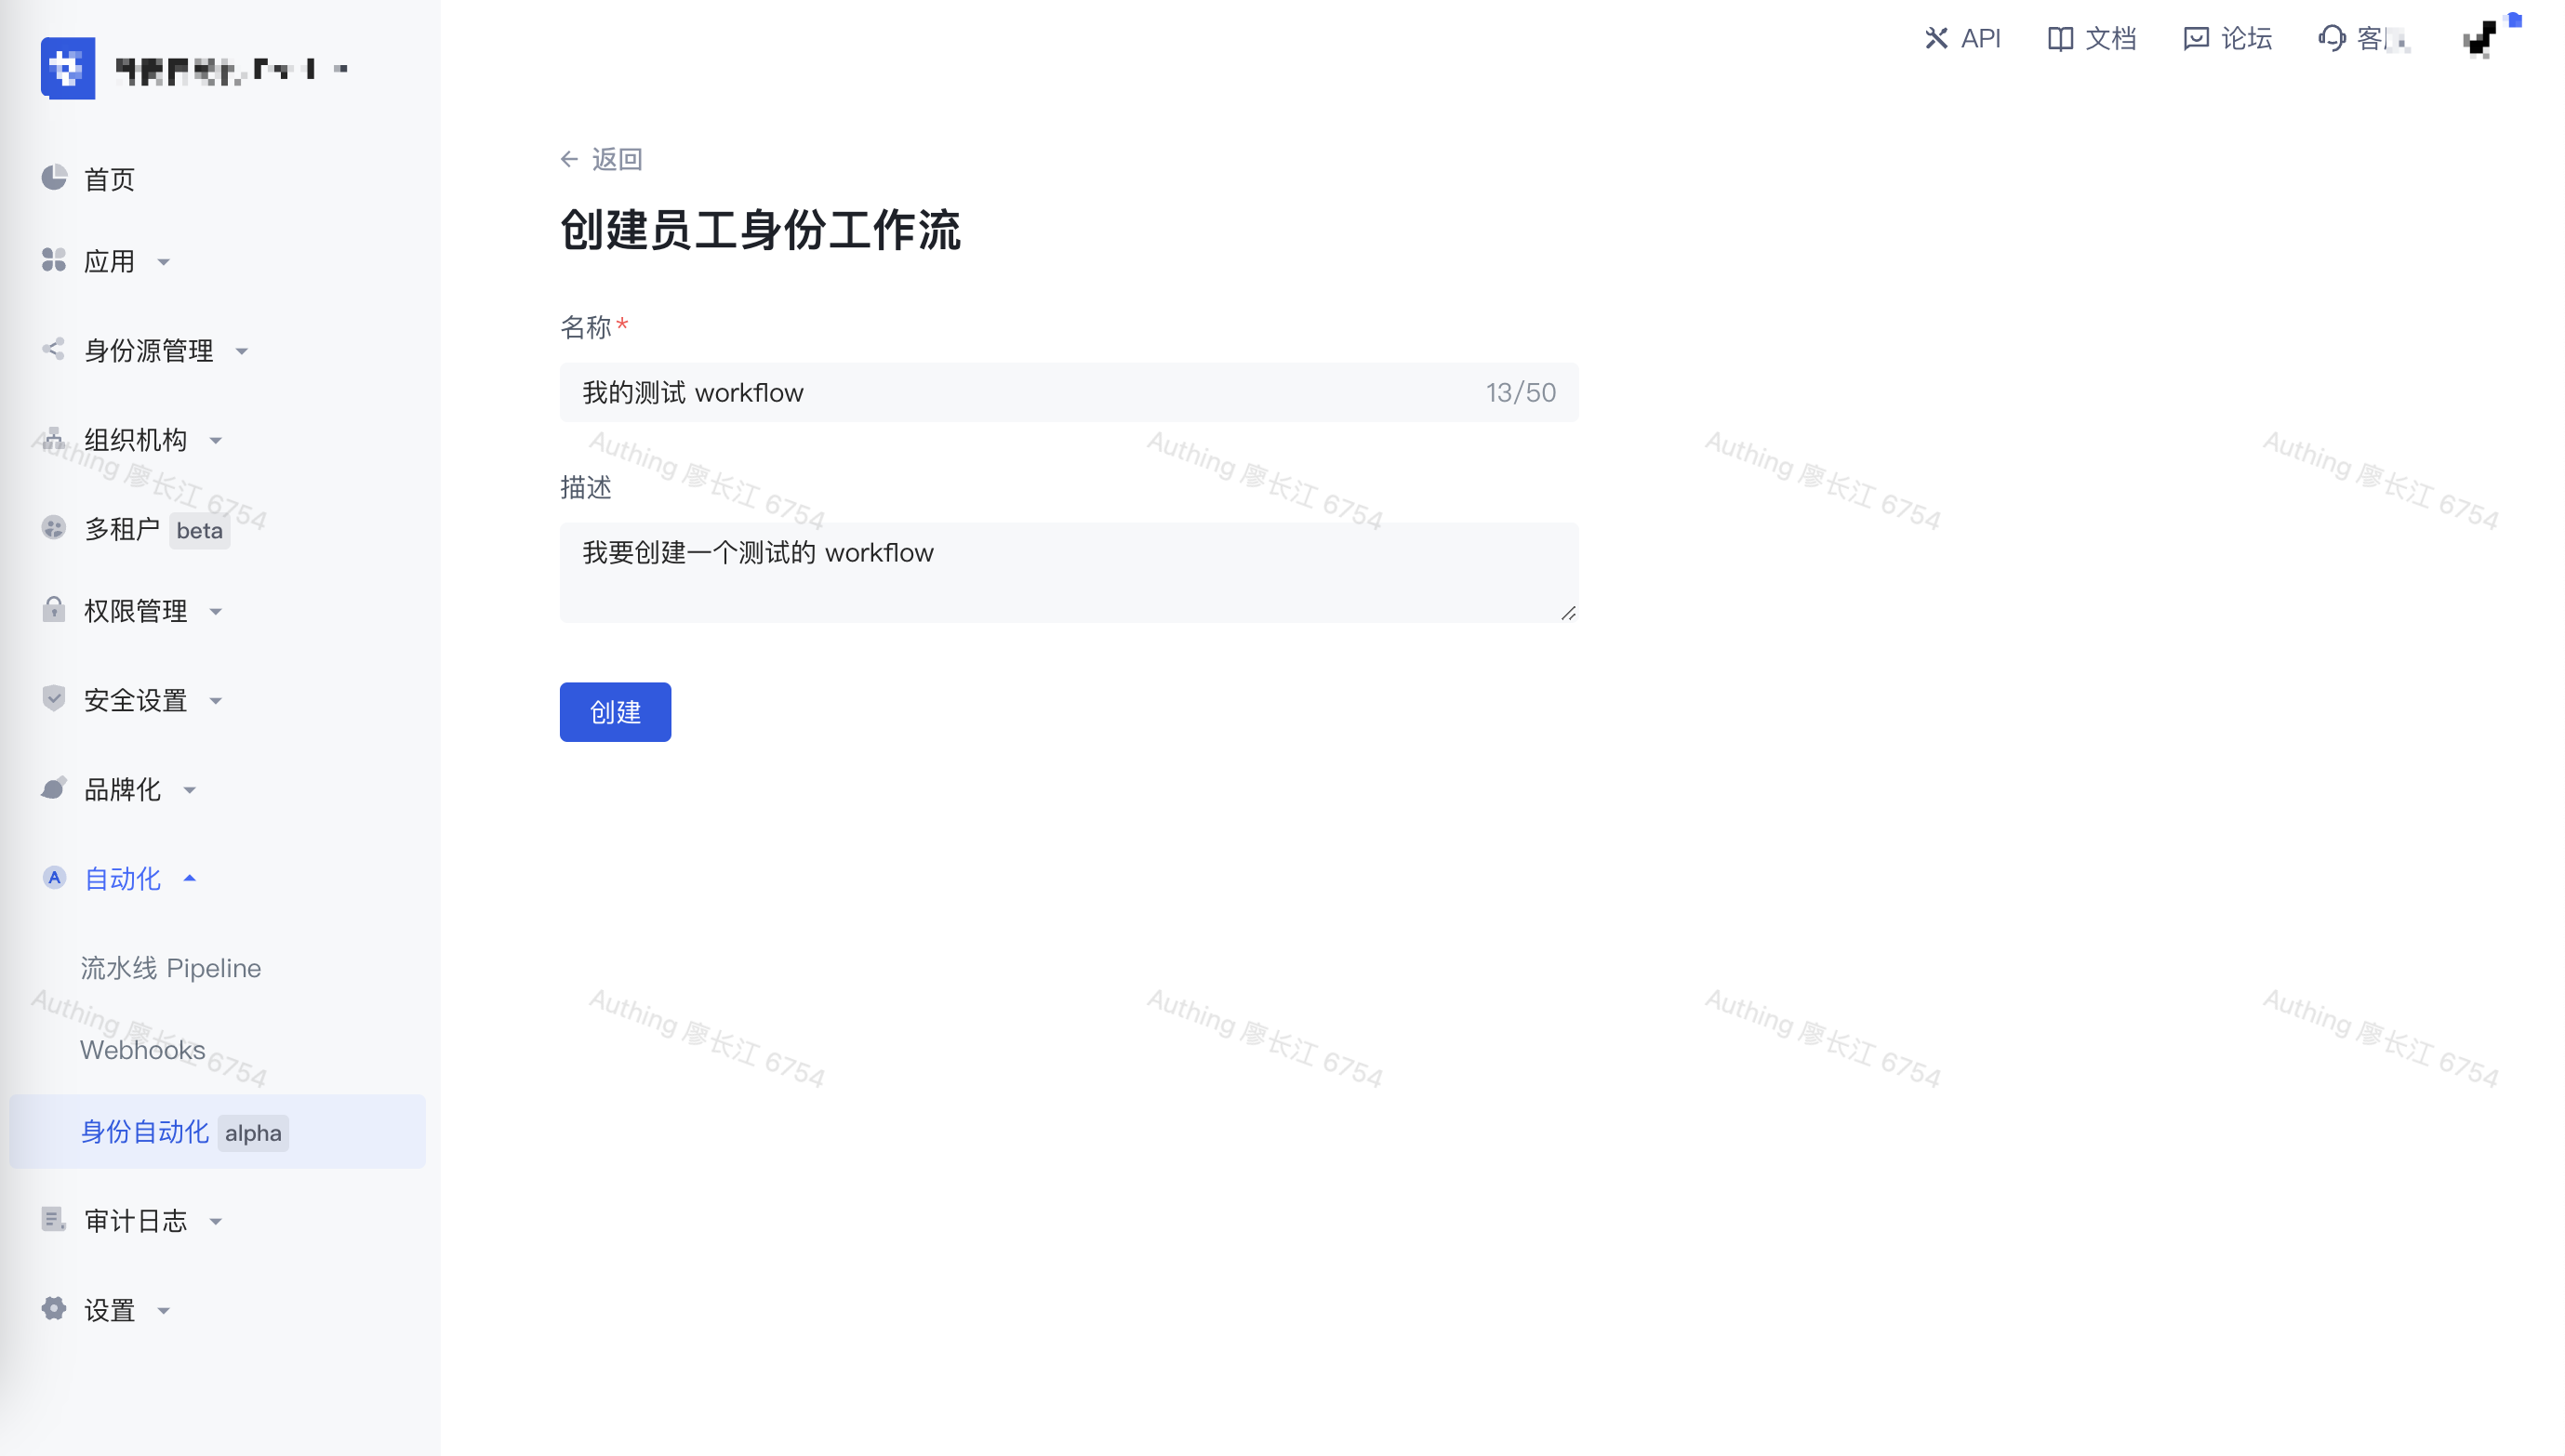 API
文档
论坛
首页
应用
身份源管理
组织机构
多租户 beta
权限管理
安全设置
品牌化
自动化
流水线 Pipeline
Webhooks
身份自动化 alpha
审计日志
设置
返回
创建员工身份工作流
名称*
我的测试 workflow 13/50
描述
我要创建一个测试的 workflow
创建
Authing 廖长江 6754
Authing 廖长江 6754
Authing 廖长江 6754
Authing 廖长江 6754
Authing 廖长江 6754
Authing 廖长江 6754
Authing 廖长江 6754
Authing 廖长江 6754
Authing 廖长江 6754
Authing 廖长江 6754